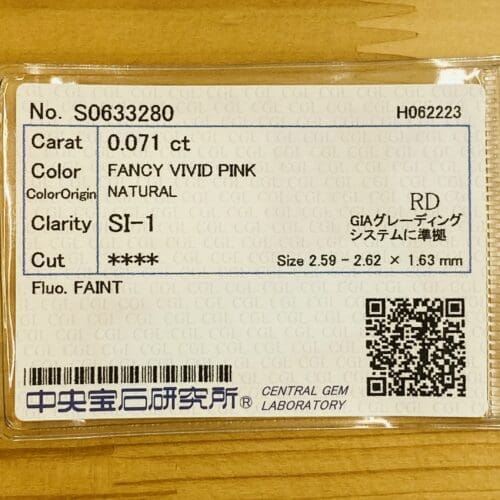 No. S0633280 H062223
Carat 0.071 ct
Color FANCY VIVID PINK
ColorOrigin NATURAL
Clarity SI-1
RD
GIAグレーディング
システムに準拠
Cut **** Size 2.59 - 2.62 × 1.63 mm
Fluo. FAINT
中央宝石研究所® CENTRAL GEM
LABORATORY